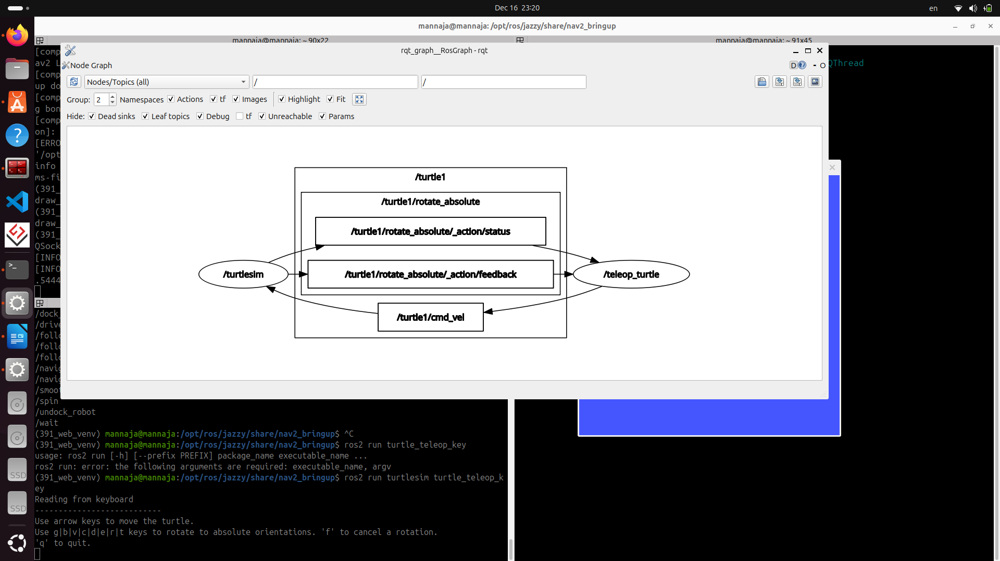 Dec 16 23:20
en
mannaja@mannaja: /opt/ros/jazzy/share/nav2_bringup
mannaja@mannaja: ~ 90x22
mannaja@mannaja: ~ 91x45
rqt_graph__RosGraph - rqt
Node Graph
D
- O
Nodes/Topics (all)
/
/
Group: 2 Namespaces Actions tf Images Highlight Fit
Hide: Dead sinks Leaf topics Debug tf Unreachable Params
/turtle1
/turtle1/rotate_absolute
/turtle1/rotate_absolute/_action/status
/turtlesim
/turtle1/rotate_absolute/_action/feedback
/teleop_turtle
/turtle1/cmd_vel
QThread
[comp
av2 L
[comp
up do
[comp
g bon
[comp
on]:
[ERRO
'/opt
info
ms-fi
(391_
draw_
(391_
draw_
(391_
QSock
[INFO
[INFO
.5444
/dock_
/drive
/follo
/follo
/follo
/navig
/navig
/smoot
/spin
/undock_robot
/wait
(391_web_venv) mannaja@mannaja:/opt/ros/jazzy/share/nav2_bringup$ ^C
(391_web_venv) mannaja@mannaja:/opt/ros/jazzy/share/nav2_bringup$ ros2 run turtle_teleop_key
usage: ros2 run [-h] [--prefix PREFIX] package_name executable_name ...
ros2 run: error: the following arguments are required: executable_name, argv
(391_web_venv) mannaja@mannaja:/opt/ros/jazzy/share/nav2_bringup$ ros2 run turtlesim turtle_teleop_k
ey
Reading from keyboard
---------------------------
Use arrow keys to move the turtle.
Use g|b|v|c|d|e|r|t keys to rotate to absolute orientations. 'f' to cancel a rotation.
'q' to quit.
SSD
SSD